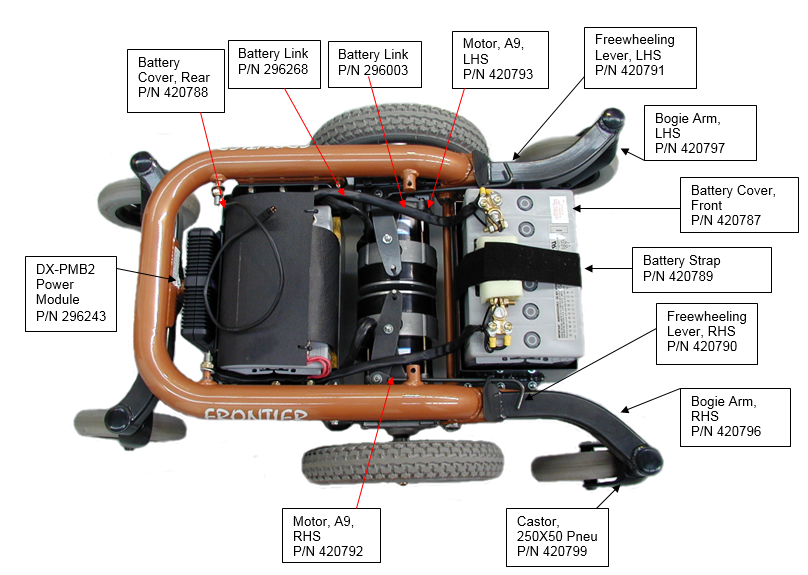 Battery
Cover, Rear
P/N 420788
Battery Link
P/N 296268
Battery Link
P/N 296003
Motor, A9,
LHS
P/N 420793
Freewheeling
Lever, LHS
P/N 420791
Bogie Arm,
LHS
P/N 420797
Battery Cover,
Front
P/N 420787
DX-PMB2
Power
Module
P/N 296243
Battery Strap
P/N 420789
Freewheeling
Lever, RHS
P/N 420790
Bogie Arm,
RHS
P/N 420796
FRONTIER
Motor, A9,
RHS
P/N 420792
Castor,
250X50 Pneu
P/N 420799